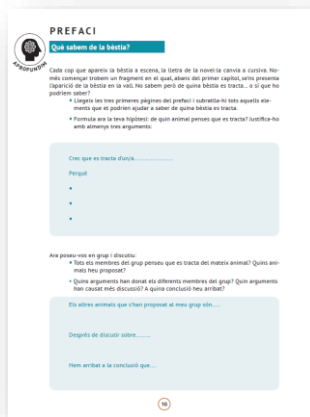 PREFACI
APROFUNDIM
Què sabem de la bèstia?
Cada cop que apareix la bèstia a escena, la lletra de la novel·la canvia a cursiva. No-
més començar trobem un fragment en el qual, abans del primer capítol, se'ns presenta
l'aparició de la bèstia en la vall. No sabem però de quina bèstia es tracta... o sí que ho
podríem saber?
• Llegeix les tres primeres pàgines del prefaci i subratlla-hi tots aquells ele-
ments que et podrien ajudar a saber de quina bèstia es tracta.
• Formula ara la teva hipòtesi: de quin animal penses que es tracta? Justifica-ho
amb almenys tres arguments:
Crec que es tracta d'un/a....................
Perquè
•
•
•
Ara poseu-vos en grup i discutiu:
• Tots els membres del grup penseu que es tracta del mateix animal? Quins ani-
mals heu proposat?
• Quins arguments han donat els diferents membres del grup? Quin arguments
han causat més discussió? A quina conclusió heu arribat?
Els altres animals que s'han proposat al meu grup són....
Després de discutir sobre........
Hem arribat a la conclusió que...